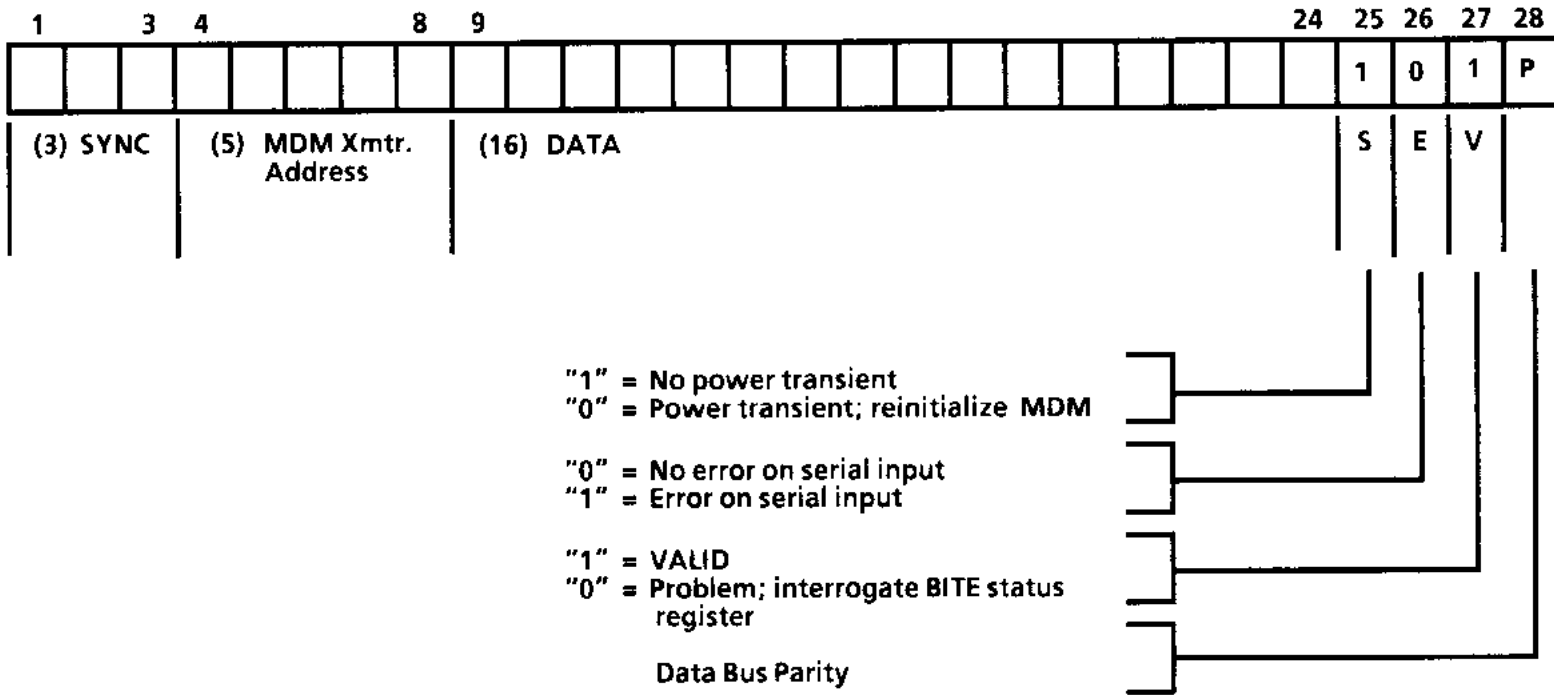 1 3 4 8 9 24 25 26 27 28
1 0 1 P
(3) SYNC (5) MDM Xmtr. (16) DATA S E V
Address
"1" = No power transient
"0" = Power transient; reinitialize MDM
"0" = No error on serial input
"1" = Error on serial input
"1" = VALID
"0" = Problem; interrogate BITE status
register
Data Bus Parity